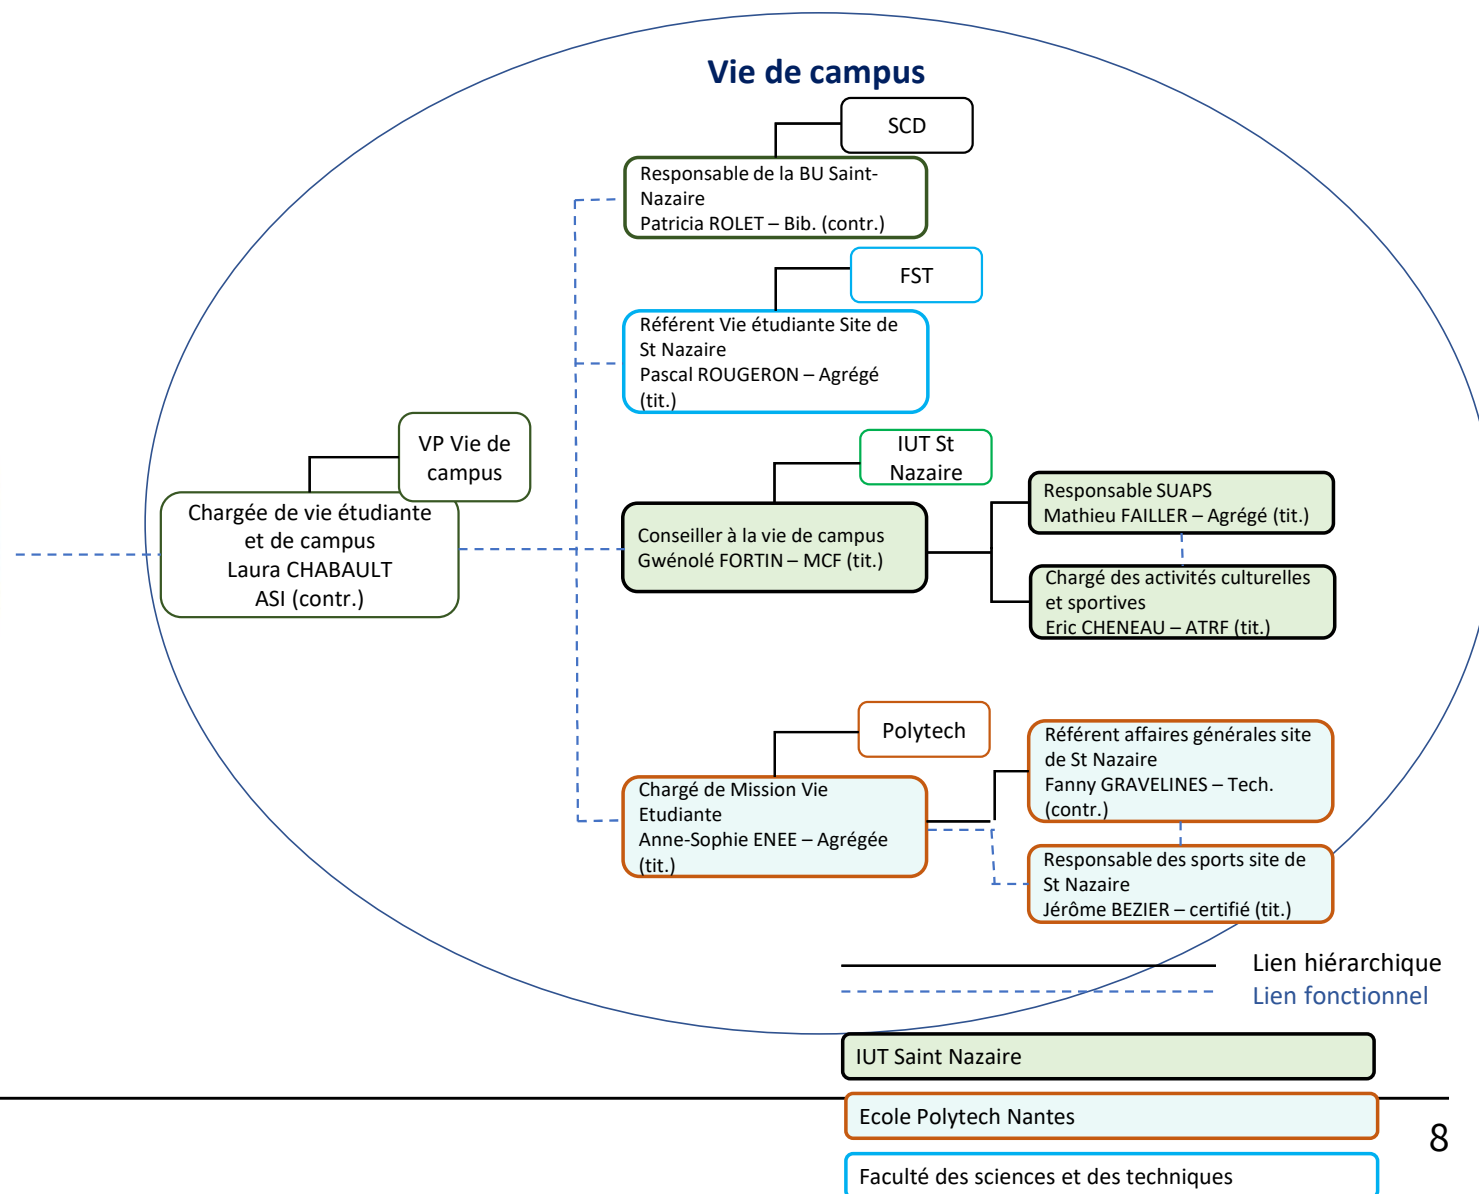 Vie de campus
SCD
Responsable de la BU Saint-
Nazaire
Patricia ROLET – Bib. (contr.)
FST
Référent Vie étudiante Site de
St Nazaire
Pascal ROUGERON – Agrégé
(tit.)
VP Vie de
campus
Chargée de vie étudiante
et de campus
Laura CHABAULT
ASI (contr.)
IUT St
Nazaire
Conseiller à la vie de campus
Gwénolé FORTIN – MCF (tit.)
Responsable SUAPS
Mathieu FAILLER – Agrégé (tit.)
Chargé des activités culturelles
et sportives
Eric CHENEAU – ATRF (tit.)
Polytech
Chargé de Mission Vie
Etudiante
Anne-Sophie ENEE – Agrégée
(tit.)
Référent affaires générales site
de St Nazaire
Fanny GRAVELINES – Tech.
(contr.)
Responsable des sports site de
St Nazaire
Jérôme BEZIER – certifié (tit.)
Lien hiérarchique
Lien fonctionnel
IUT Saint Nazaire
Ecole Polytech Nantes
8
Faculté des sciences et des techniques